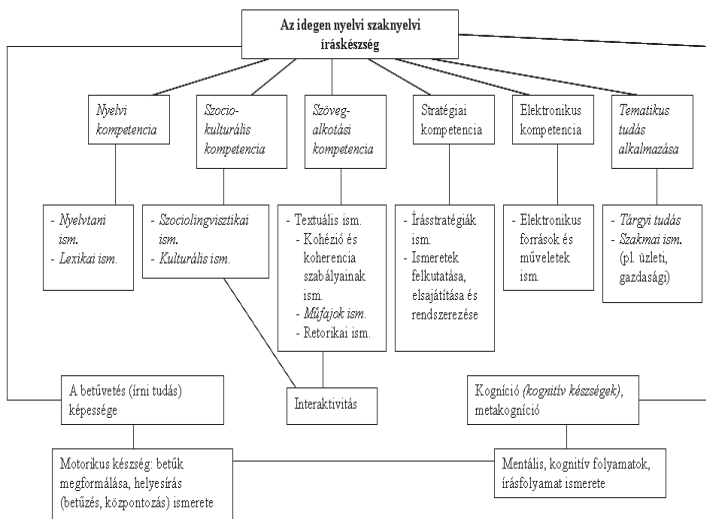 Az idegen nyelvi szaknyelvi
íráskészség
Nyelvi
kompetencia
Szocio-
kulturális
kompetencia
Szöveg-
alkotási
kompetencia
Stratégiai
kompetencia
Elektronikus
kompetencia
Tematikus
tudás
alkalmazása
- Nyelvtani
ism.
- Lexikai ism.
- Szociolingvisztikai
ism.
- Kulturális ism.
- Textuális ism.
- Kohézió és
koherencia
szabályainak
ism.
- Műfajok ism.
- Retorikai ism.
- Írásstratégiák
ism.
- Ismeretek
felkutatása,
elsajátítása és
rendszerezése
- Elektronikus
források és
műveletek
ism.
- Tárgyi tudás
- Szakmai ism.
(pl. üzleti,
gazdasági)
A betűvetés (írni tudás)
képessége
Interaktivitás
Kogníció (kognitív készségek),
metakogníció
Motorikus készség: betűk
megformálása, helyesírás
(betűzés, központozás) ismerete
Mentális, kognitív folyamatok,
írásfolyamat ismerete